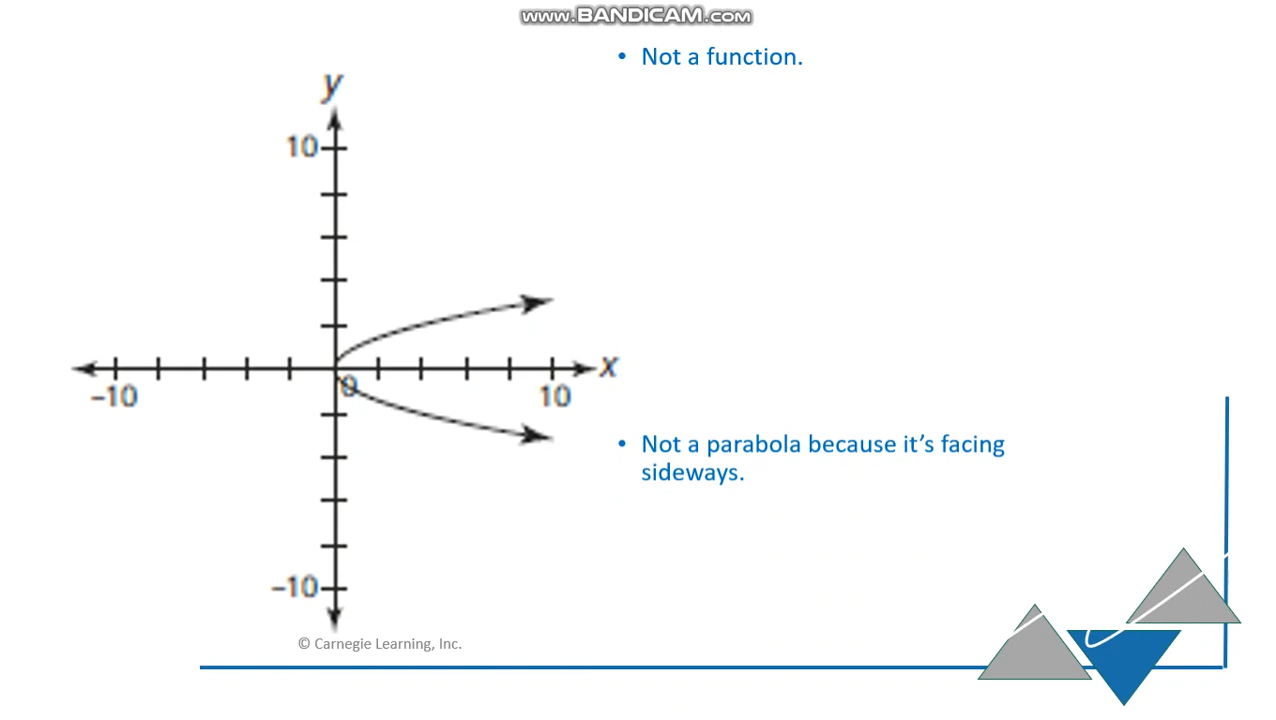 www.BANDICAM.com
• Not a function.
y
10
x
0
-10
10
• Not a parabola because it's facing
sideways.
-10
© Carnegie Learning, Inc.